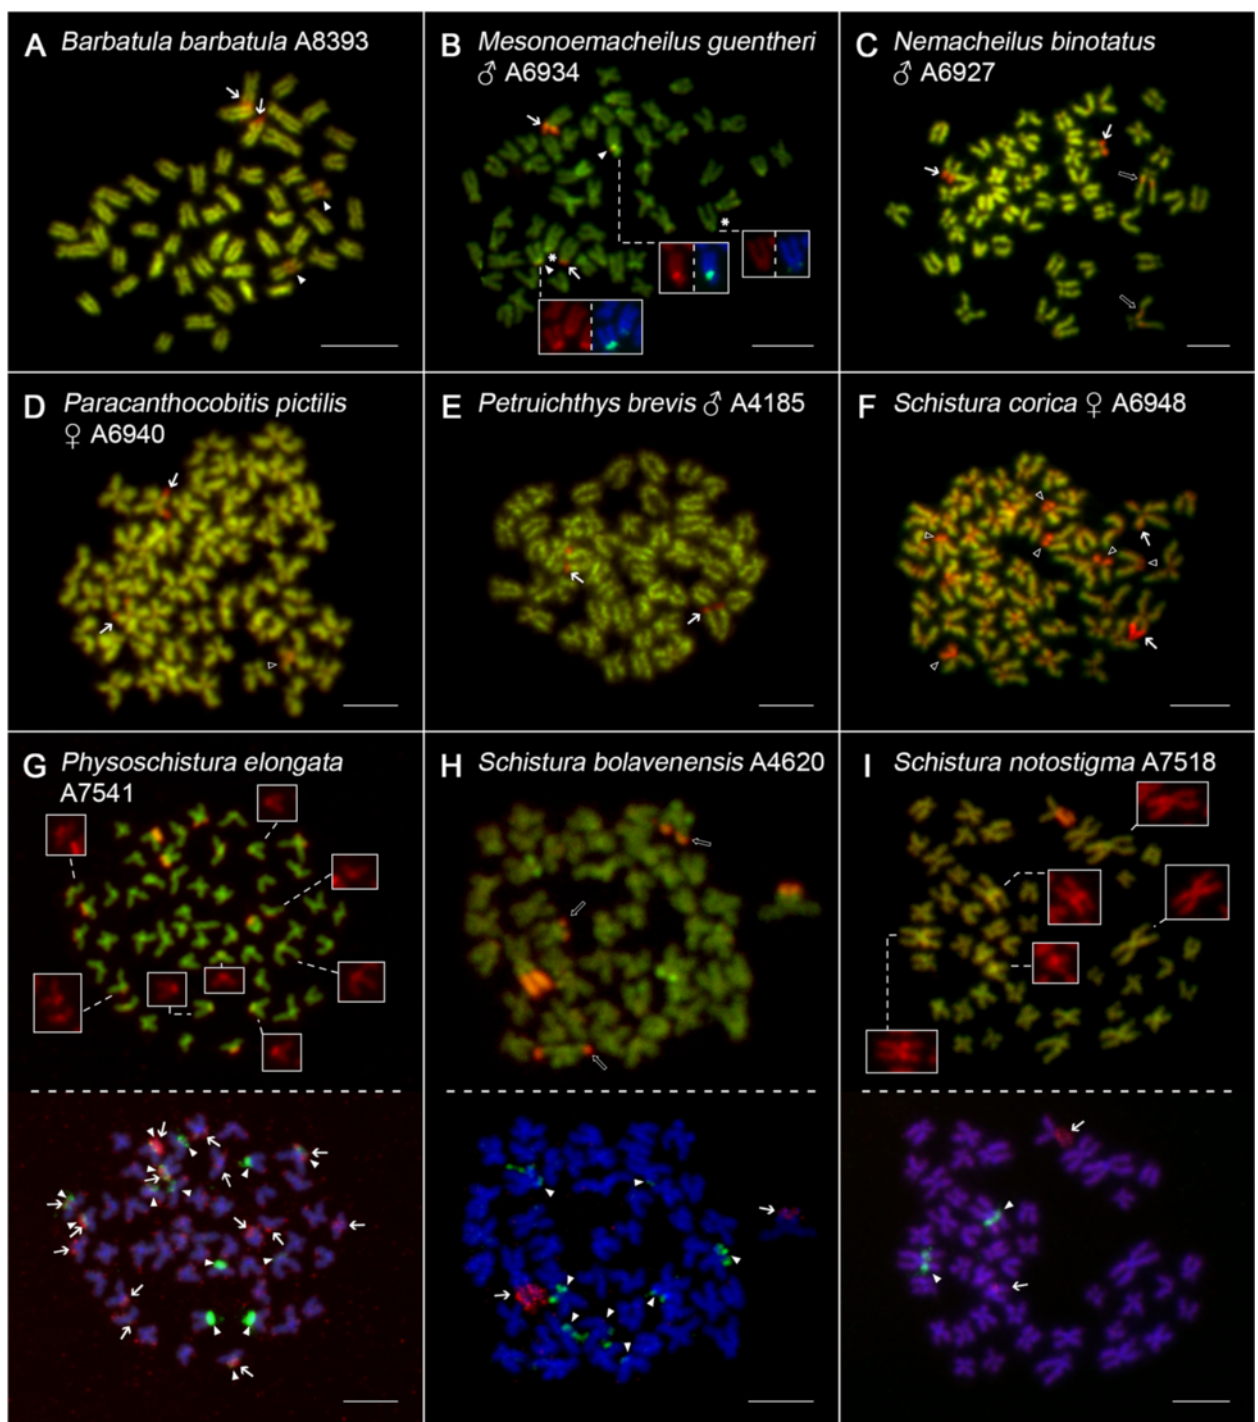 A Barbatula barbatula A8393
B Mesonoemacheilus guentheri
♂ A6934
C Nemacheilus binotatus
♂ A6927
D Paracanthocobitis pictilis
♀ A6940
E Petruichthys brevis ♂ A4185
F Schistura corica ♀ A6948
G Physoschistura elongata
A7541
H Schistura bolavenensis A4620
I Schistura notostigma A7518